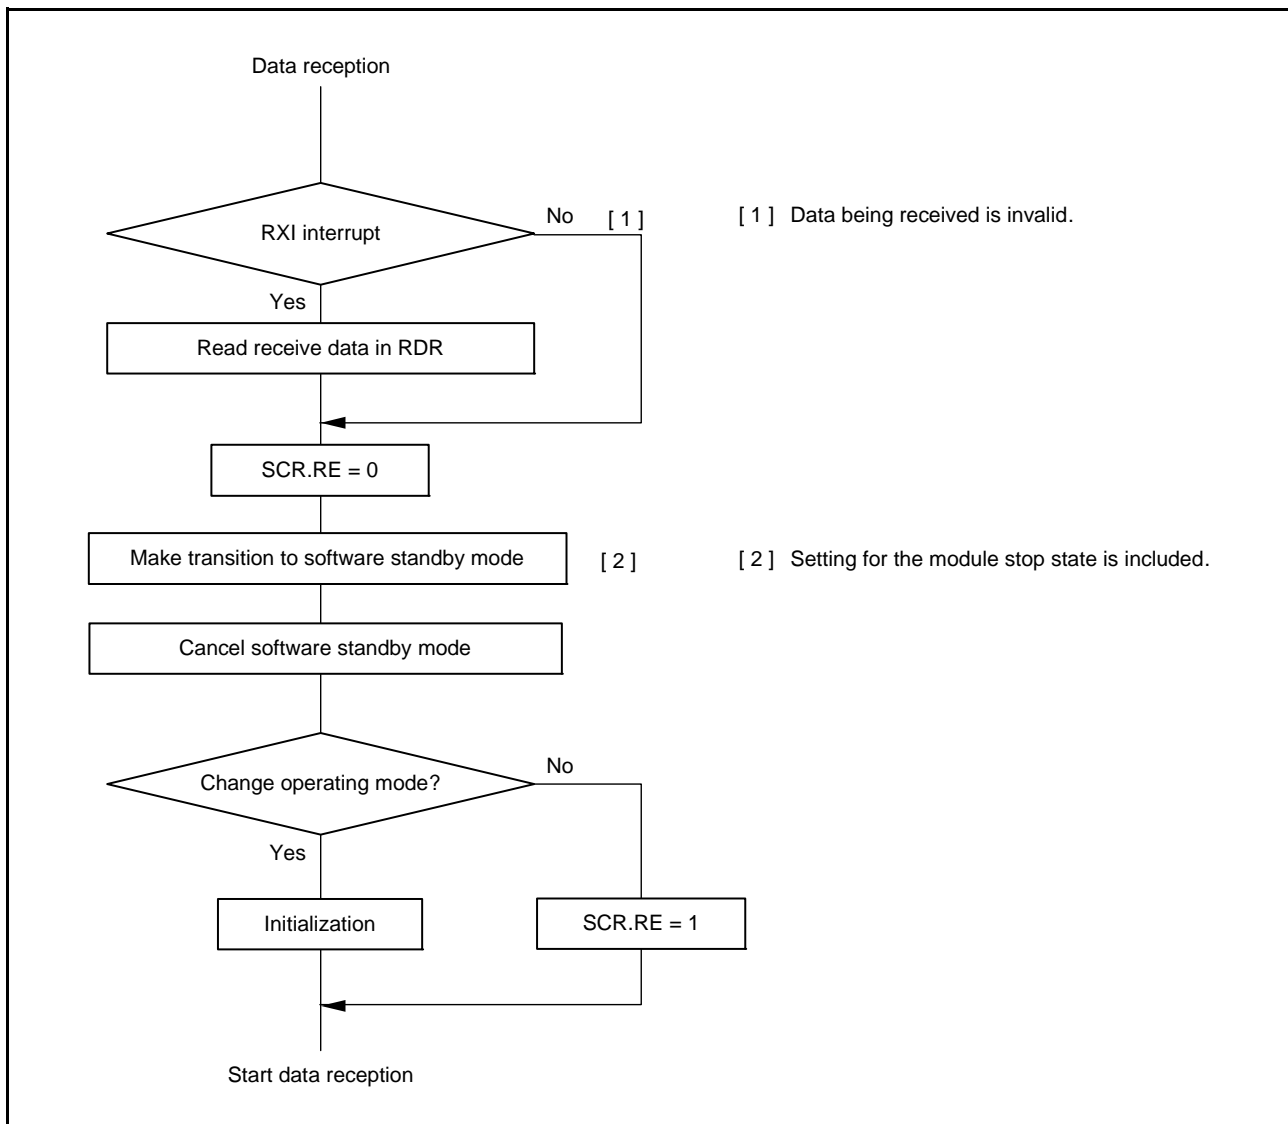 Data reception
RXI interrupt
No [ 1 ]
[ 1 ] Data being received is invalid.
Yes
Read receive data in RDR
SCR.RE = 0
Make transition to software standby mode
[ 2 ]
[ 2 ] Setting for the module stop state is included.
Cancel software standby mode
Change operating mode?
No
Yes
Initialization
SCR.RE = 1
Start data reception